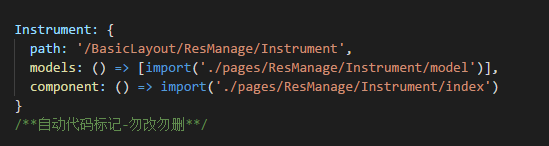 Instrument: {
  path: '/BasicLayout/ResManage/Instrument',
  models: () => [import('./pages/ResManage/Instrument/model')],
  component: () => import('./pages/ResManage/Instrument/index')
}
/**自动代码标记-勿改勿删**/